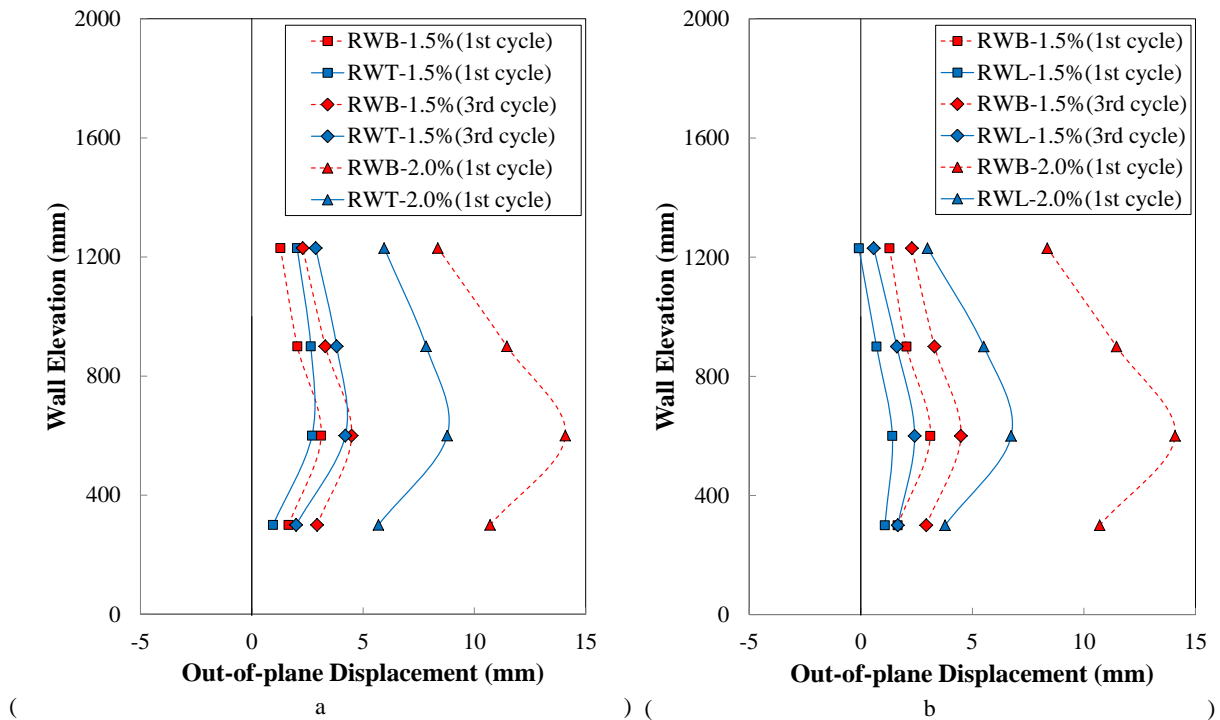 2000
1600
1200
800
400
0
-5 0 5 10 15
Wall Elevation (mm)
Out-of-plane Displacement (mm)
RWB-1.5% (1st cycle)
RWT-1.5% (1st cycle)
RWB-1.5% (3rd cycle)
RWT-1.5% (3rd cycle)
RWB-2.0% (1st cycle)
RWT-2.0% (1st cycle)
( a )
2000
1600
1200
800
400
0
-5 0 5 10 15
Wall Elevation (mm)
Out-of-plane Displacement (mm)
RWB-1.5% (1st cycle)
RWL-1.5% (1st cycle)
RWB-1.5% (3rd cycle)
RWL-1.5% (3rd cycle)
RWB-2.0% (1st cycle)
RWL-2.0% (1st cycle)
( b )